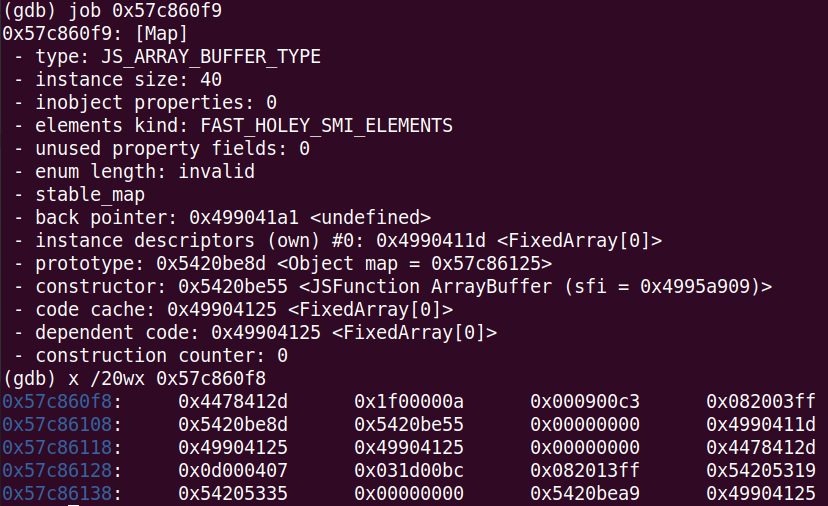 (gdb) job 0x57c860f9
0x57c860f9: [Map]
 - type: JS_ARRAY_BUFFER_TYPE
 - instance size: 40
 - inobject properties: 0
 - elements kind: FAST_HOLEY_SMI_ELEMENTS
 - unused property fields: 0
 - enum length: invalid
 - stable_map
 - back pointer: 0x499041a1 <undefined>
 - instance descriptors (own) #0: 0x4990411d <FixedArray[0]>
 - prototype: 0x5420be8d <Object map = 0x57c86125>
 - constructor: 0x5420be55 <JSFunction ArrayBuffer (sfi = 0x4995a909)>
 - code cache: 0x49904125 <FixedArray[0]>
 - dependent code: 0x49904125 <FixedArray[0]>
 - construction counter: 0
(gdb) x /20wx 0x57c860f8
0x57c860f8: 0x4478412d 0x1f00000a 0x000900c3 0x082003ff
0x57c86108: 0x5420be8d 0x5420be55 0x00000000 0x4990411d
0x57c86118: 0x49904125 0x49904125 0x00000000 0x4478412d
0x57c86128: 0x0d000407 0x031d00bc 0x082013ff 0x54205319
0x57c86138: 0x54205335 0x00000000 0x5420bea9 0x49904125